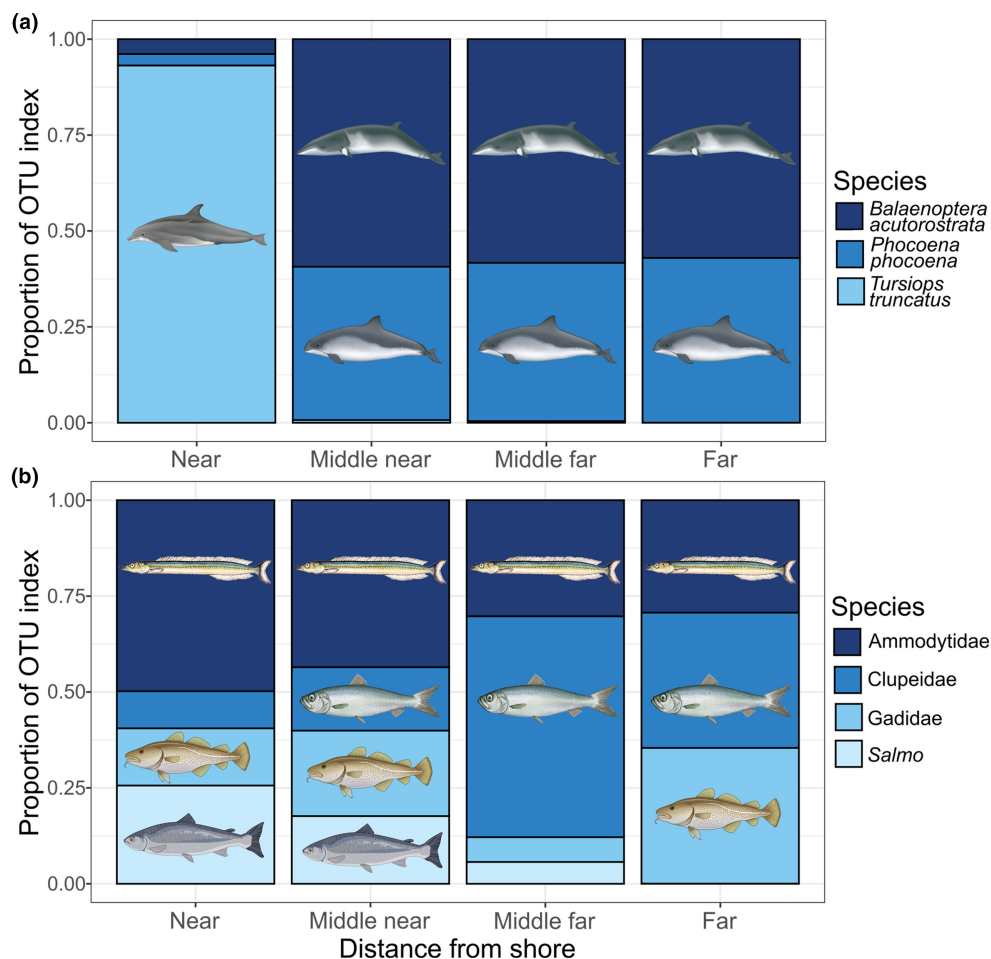 (a)
1.00
0.75
0.50
0.25
0.00
Proportion of OTU index
Near
Middle near
Middle far
Far
Species
Balaenoptera
acutorostrata
Phocoena
phocoena
Tursiops
truncatus
(b)
1.00
0.75
0.50
0.25
0.00
Proportion of OTU index
Near
Middle near
Middle far
Far
Distance from shore
Species
Ammodytidae
Clupeidae
Gadidae
Salmo